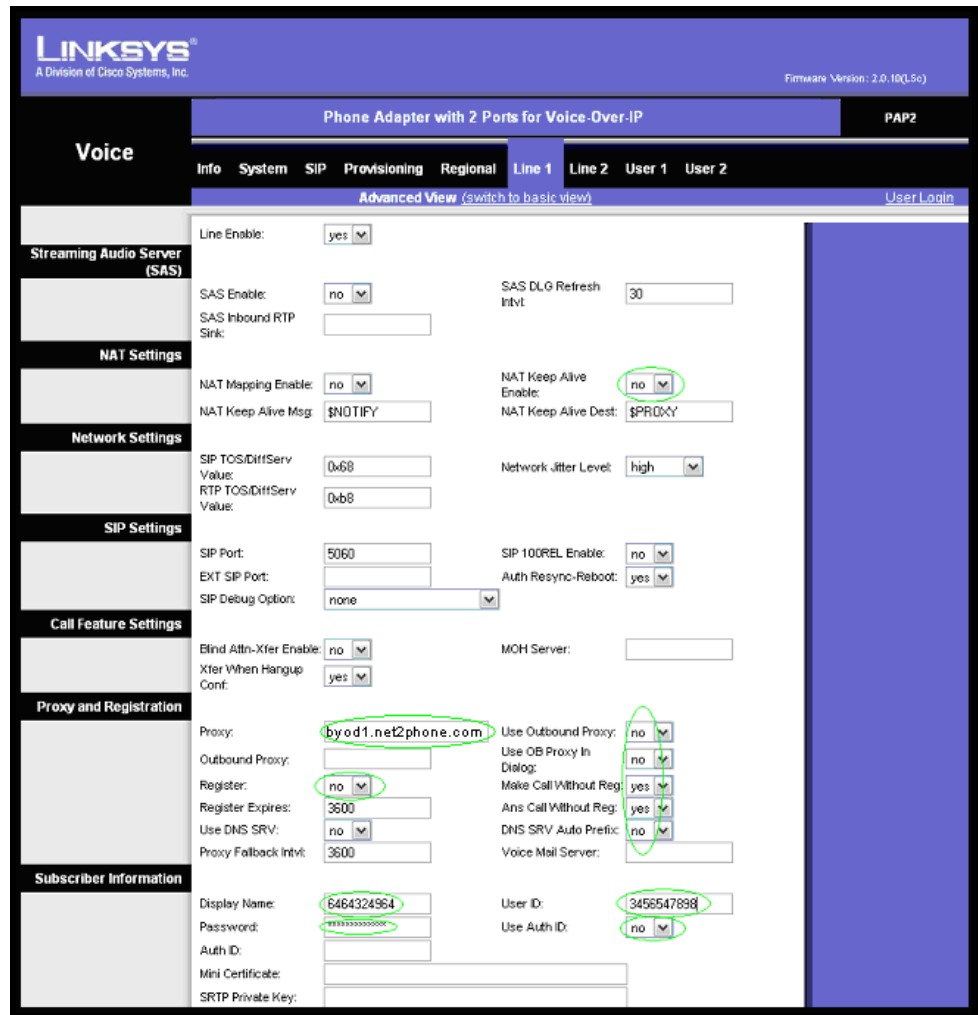 LINKSYS®
A Division of Cisco Systems, Inc.
Firmware Version: 2.0.10(LSc)
Phone Adapter with 2 Ports for Voice-Over-IP PAP2
Voice
Info System SIP Provisioning Regional Line 1 Line 2 User 1 User 2
Advanced View (switch to basic view) User Login
Line Enable: yes
Streaming Audio Server
(SAS)
SAS Enable: no SAS DLG Refresh
Intvl: 30
SAS Inbound RTP
Sink:
NAT Settings
NAT Mapping Enable: no NAT Keep Alive
Enable: no
NAT Keep Alive Msg: $NOTIFY NAT Keep Alive Dest: $PROXY
Network Settings
SIP TOS/DiffServ
Value: 0x68 Network Jitter Level: high
RTP TOS/DiffServ
Value: 0xb8
SIP Settings
SIP Port: 5060 SIP 100REL Enable: no
EXT SIP Port: Auth Resync-Reboot: yes
SIP Debug Option: none
Call Feature Settings
Blind Attn-Xfer Enable: no MOH Server:
Xfer When Hangup
Conf: yes
Proxy and Registration
Proxy: byod1.net2phone.com Use Outbound Proxy: no
Outbound Proxy: Use OB Proxy In
Dialog: no
Register: no Make Call Without Reg: yes
Register Expires: 3600 Ans Call Without Reg: yes
Use DNS SRV: no DNS SRV Auto Prefix: no
Proxy Fallback Intvl: 3600 Voice Mail Server:
Subscriber Information
Display Name: 6464324964 User ID: 3456547898
Password: ************* Use Auth ID: no
Auth ID:
Mini Certificate:
SRTP Private Key: